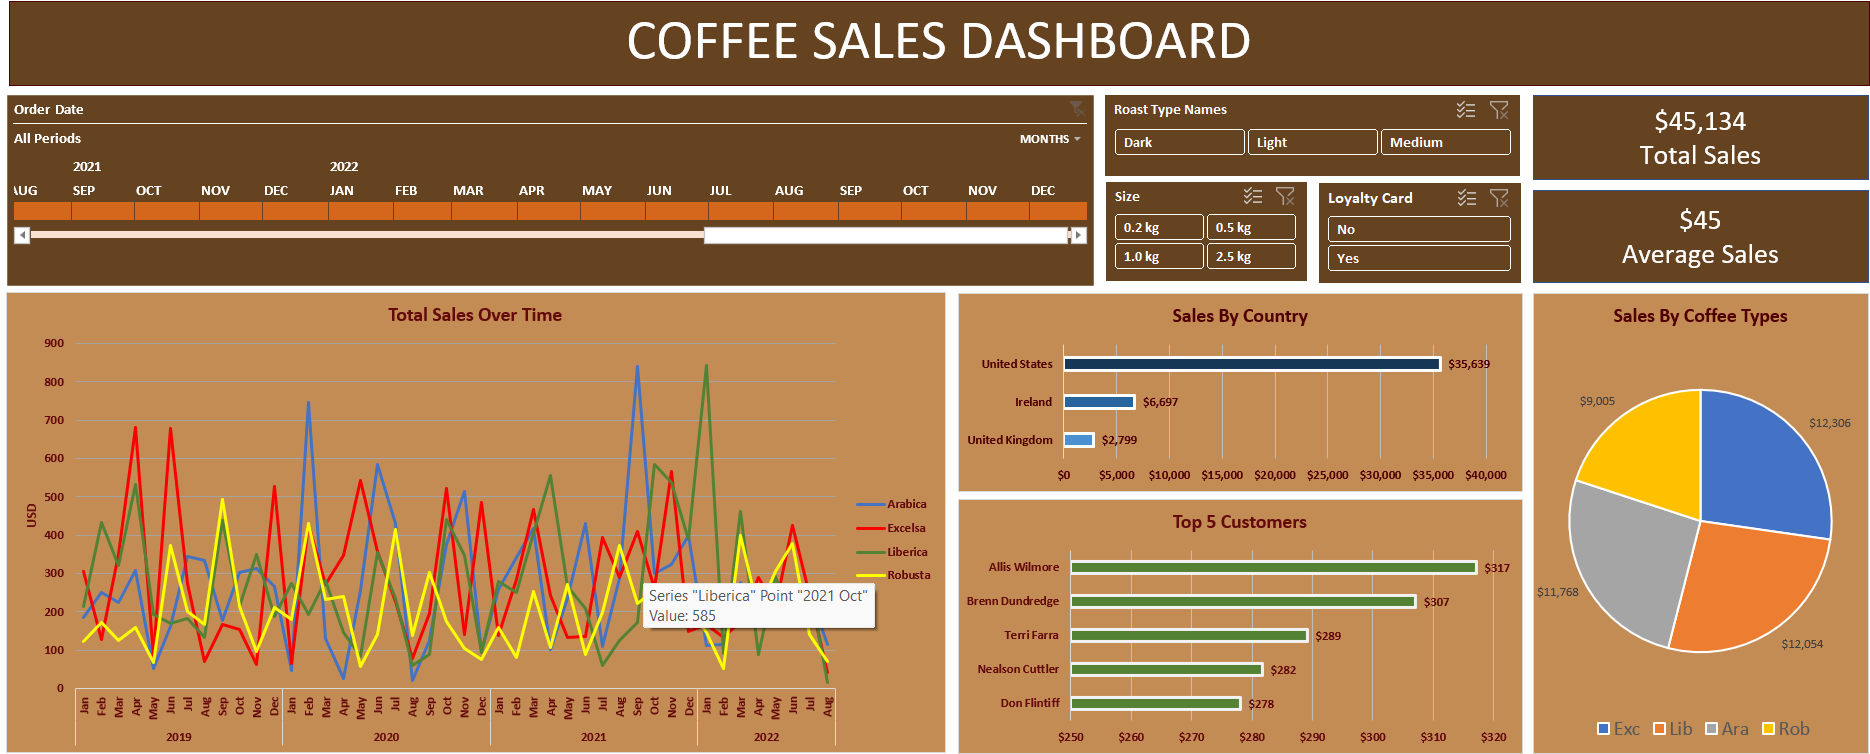 COFFEE SALES DASHBOARD
Order Date
All Periods
MONTHS
2021 2022
AUG SEP OCT NOV DEC JAN FEB MAR APR MAY JUN JUL AUG SEP OCT NOV DEC
Roast Type Names
Dark Light Medium
Size
0.2 kg 0.5 kg
1.0 kg 2.5 kg
Loyalty Card
No
Yes
$45,134
Total Sales
$45
Average Sales
Total Sales Over Time
900
800
700
600
500
400
300
200
100
0
USD
Jan Feb Mar Apr May Jun Jul Aug Sep Oct Nov Dec Jan Feb Mar Apr May Jun Jul Aug Sep Oct Nov Dec Jan Feb Mar Apr May Jun Jul Aug Sep Oct Nov Dec Jan Feb Mar Apr May Jun Jul Aug
2019 2020 2021 2022
Arabica
Excelsa
Liberica
Robusta
Series "Liberica" Point "2021 Oct"
Value: 585
Sales By Country
United States $35,639
Ireland $6,697
United Kingdom $2,799
$0 $5,000 $10,000 $15,000 $20,000 $25,000 $30,000 $35,000 $40,000
Top 5 Customers
Allis Wilmore $317
Brenn Dundredge $307
Terri Farra $289
Nealson Cuttler $282
Don Flintiff $278
$250 $260 $270 $280 $290 $300 $310 $320
Sales By Coffee Types
$9,005
$12,306
$11,768
$12,054
Exc Lib Ara Rob